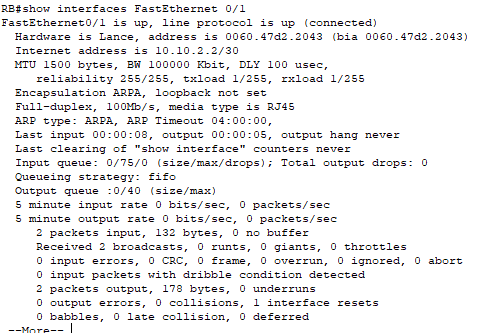 RB#show interfaces FastEthernet 0/1
FastEthernet0/1 is up, line protocol is up (connected)
Hardware is Lance, address is 0060.47d2.2043 (bia 0060.47d2.2043)
Internet address is 10.10.2.2/30
MTU 1500 bytes, BW 100000 Kbit, DLY 100 usec,
reliability 255/255, txload 1/255, rxload 1/255
Encapsulation ARPA, loopback not set
Full-duplex, 100Mb/s, media type is RJ45
ARP type: ARPA, ARP Timeout 04:00:00,
Last input 00:00:08, output 00:00:05, output hang never
Last clearing of "show interface" counters never
Input queue: 0/75/0 (size/max/drops); Total output drops: 0
Queueing strategy: fifo
Output queue :0/40 (size/max)
5 minute input rate 0 bits/sec, 0 packets/sec
5 minute output rate 0 bits/sec, 0 packets/sec
2 packets input, 132 bytes, 0 no buffer
Received 2 broadcasts, 0 runts, 0 giants, 0 throttles
0 input errors, 0 CRC, 0 frame, 0 overrun, 0 ignored, 0 abort
0 input packets with dribble condition detected
2 packets output, 178 bytes, 0 underruns
0 output errors, 0 collisions, 1 interface resets
0 babbles, 0 late collision, 0 deferred
--More--